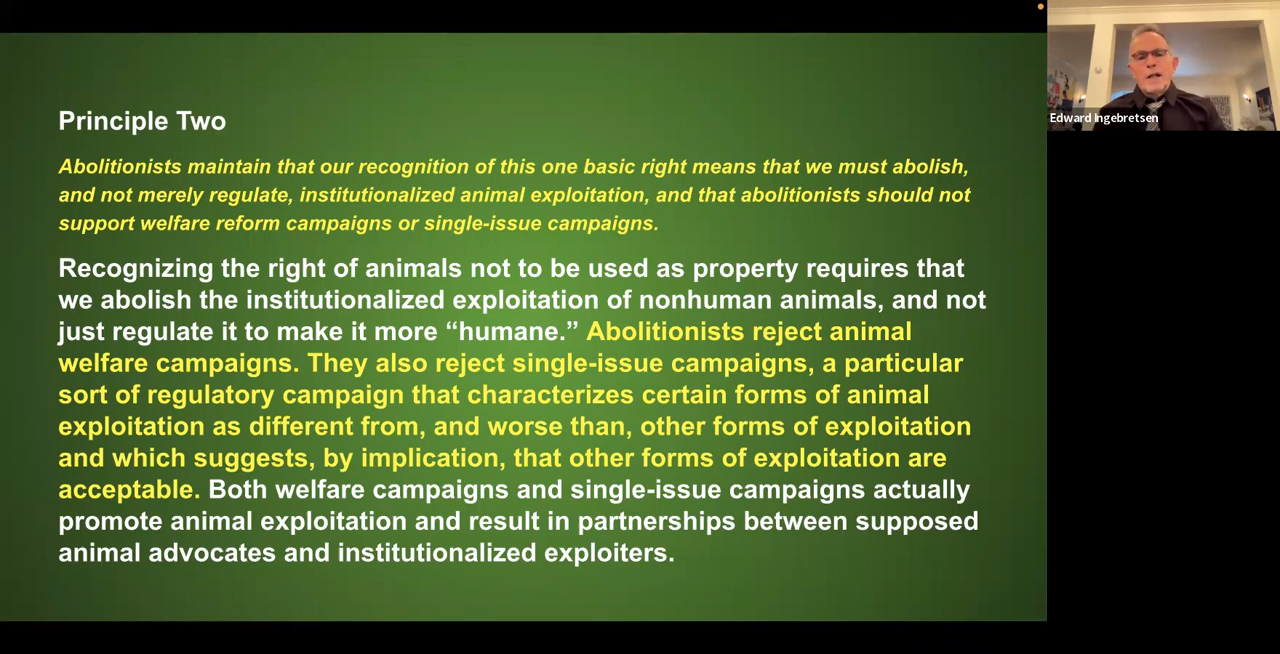 Principle Two
Abolitionists maintain that our recognition of this one basic right means that we must abolish,
and not merely regulate, institutionalized animal exploitation, and that abolitionists should not
support welfare reform campaigns or single-issue campaigns.
Recognizing the right of animals not to be used as property requires that
we abolish the institutionalized exploitation of nonhuman animals, and not
just regulate it to make it more “humane.” Abolitionists reject animal
welfare campaigns. They also reject single-issue campaigns, a particular
sort of regulatory campaign that characterizes certain forms of animal
exploitation as different from, and worse than, other forms of exploitation
and which suggests, by implication, that other forms of exploitation are
acceptable. Both welfare campaigns and single-issue campaigns actually
promote animal exploitation and result in partnerships between supposed
animal advocates and institutionalized exploiters.
Edward Ingebretsen